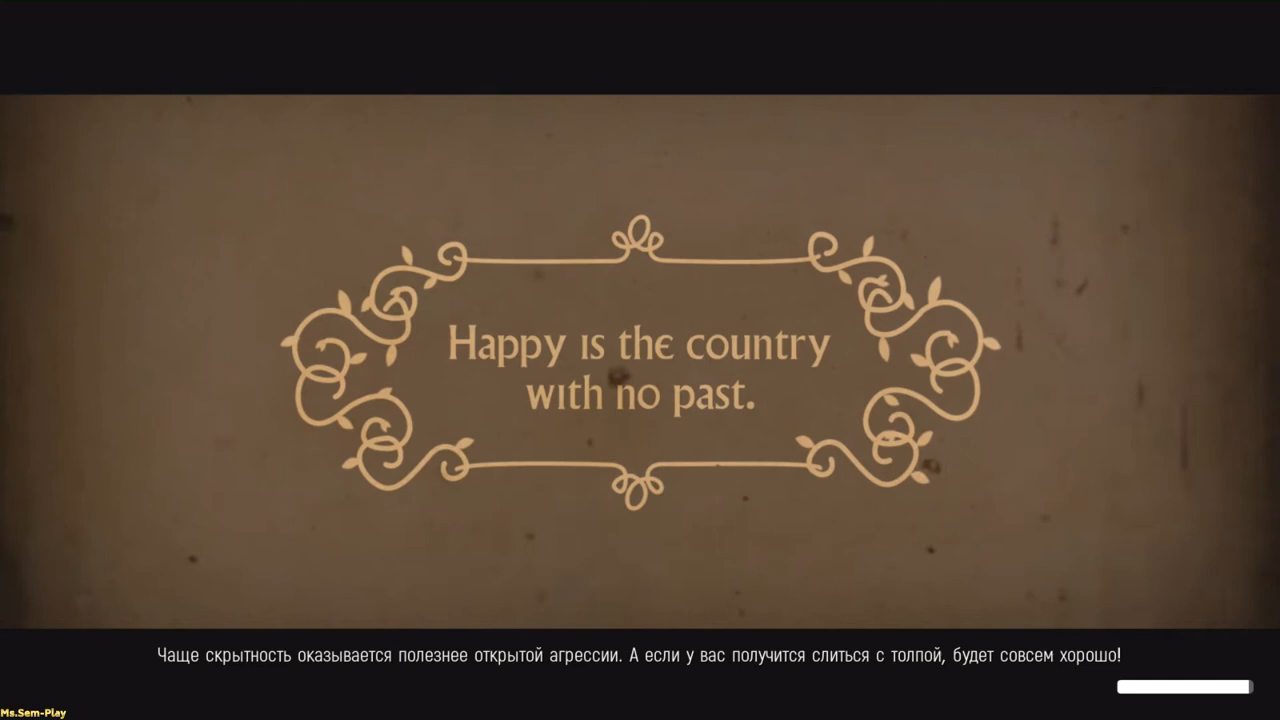 Happy is the country
with no past.
Чаще скрытность оказывается полезнее открытой агрессии. А если у вас получится слиться с толпой, будет совсем хорошо!
Ms.Sem-Play